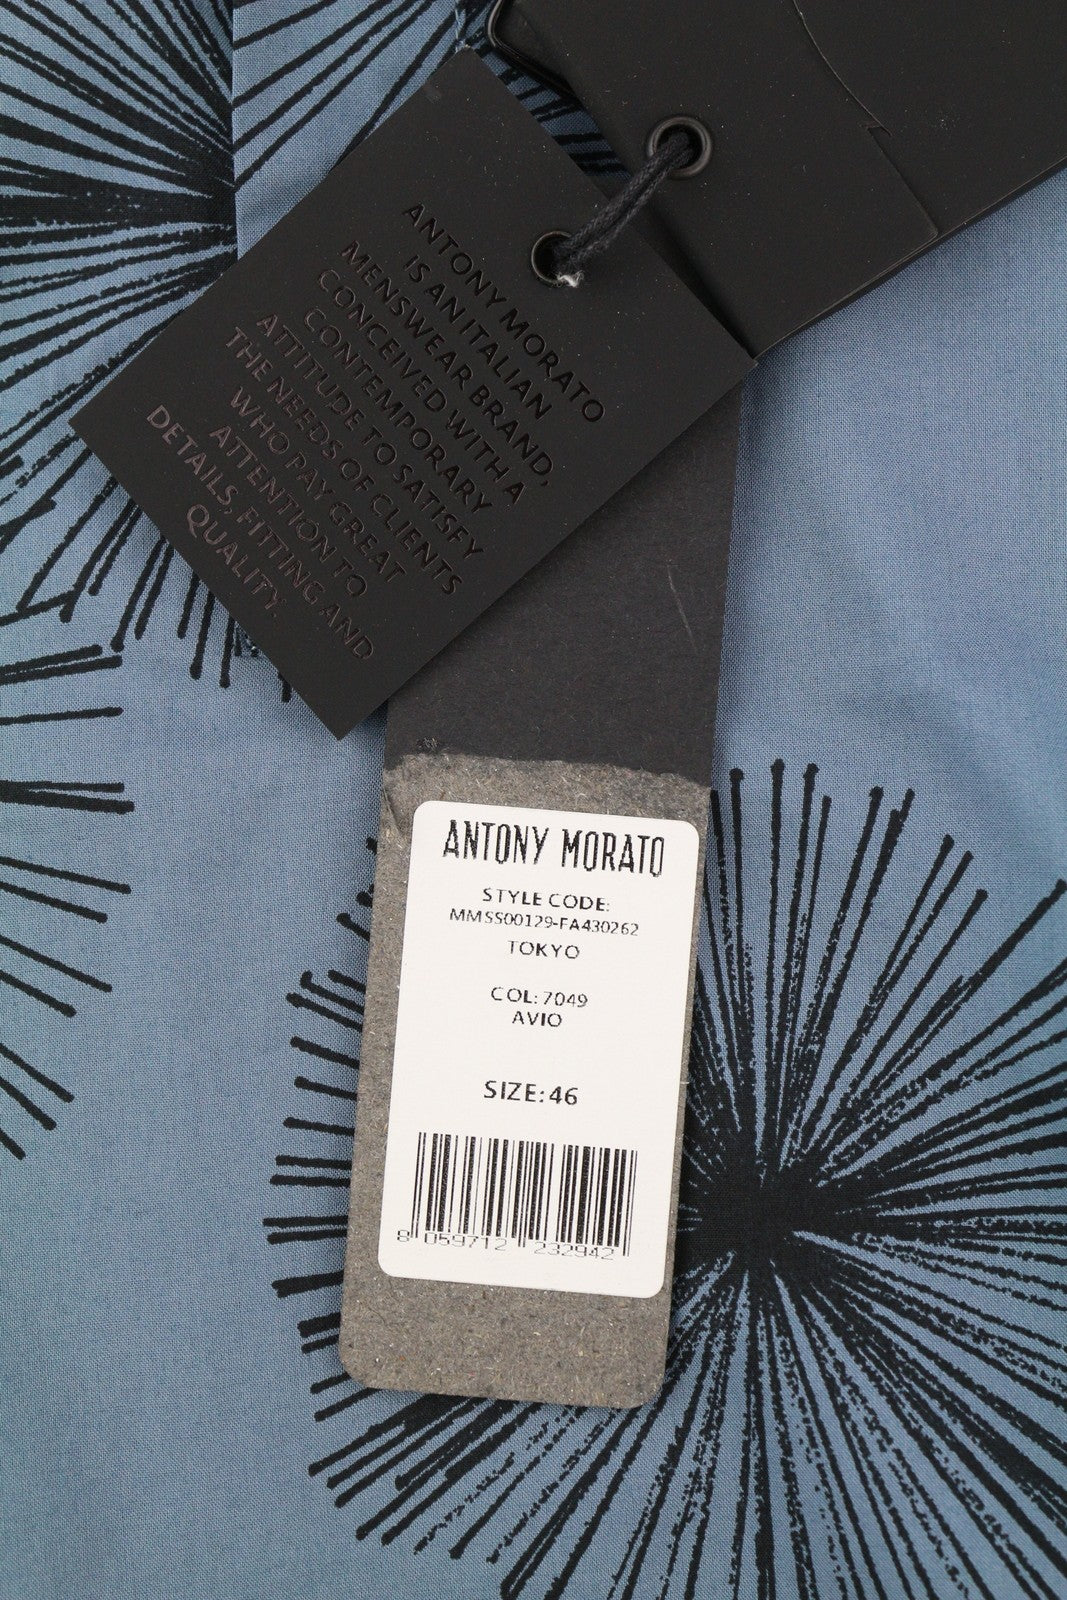 ANTONY MORATO
IS AN ITALIAN
MENSWEAR BRAND,
CONCEIVED WITH A
CONTEMPORARY
ATTITUDE TO SATISFY
THE NEEDS OF CLIENTS
WHO PAY GREAT
ATTENTION TO
DETAILS, FITTING AND
QUALITY.
ANTONY MORATO
STYLE CODE:
MMSS00129-FA430262
TOKYO
COL: 7049
AVIO
SIZE: 46
8 059712 232942